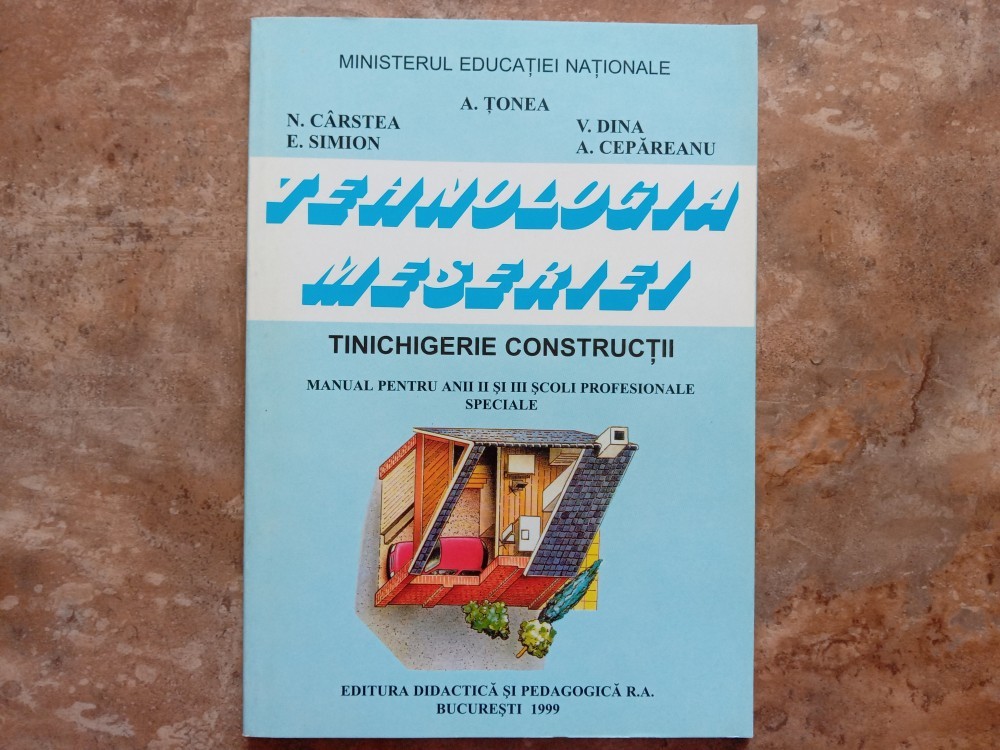 MINISTERUL EDUCAȚIEI NAȚIONALE
A. ȚONEA
N. CÂRSTEA
E. SIMION
V. DINA
A. CEPĂREANU
TEHNOLOGIA
MESERIEI
TINICHIGERIE CONSTRUCȚII
MANUAL PENTRU ANII II ȘI III ȘCOLI PROFESIONALE
SPECIALE
EDITURA DIDACTICĂ ȘI PEDAGOGICĂ R.A.
BUCUREȘTI 1999